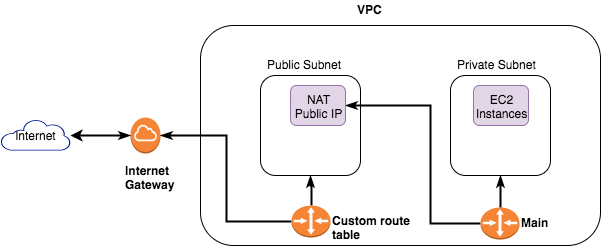 VPC
Public Subnet
Private Subnet
NAT
Public IP
EC2
Instances
Internet
Internet
Gateway
Custom route
table
Main